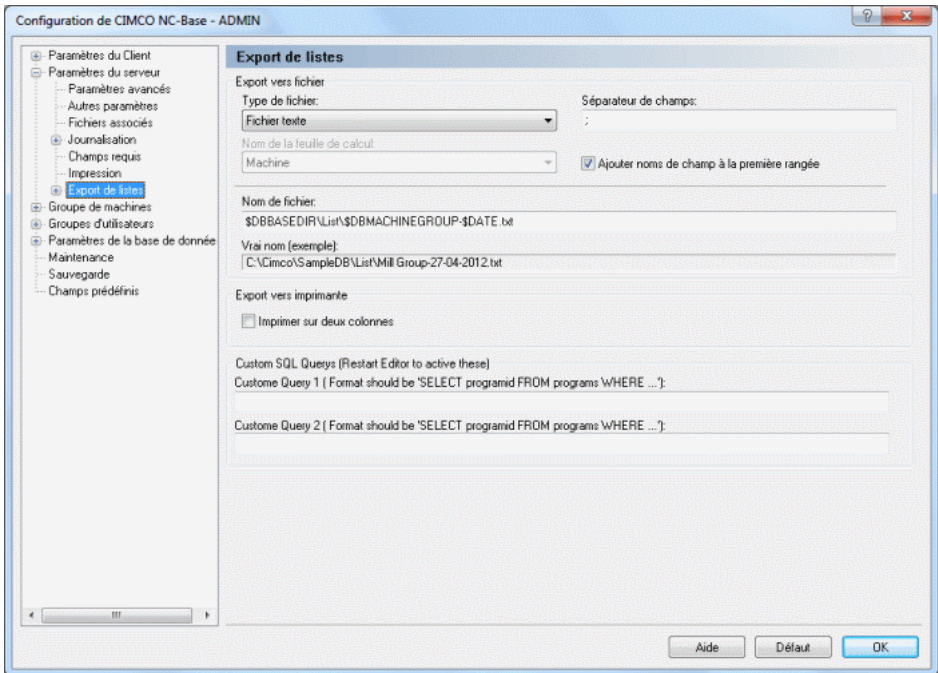 Configuration de CIMCO NC-Base - ADMIN
Paramètres du Client
Paramètres du serveur
Paramètres avancés
Autres paramètres
Fichiers associés
Journalisation
Champs requis
Impression
Export de listes
Groupe de machines
Groupes d'utilisateurs
Paramètres de la base de donnée
Maintenance
Sauvegarde
Champs prédéfinis
Export de listes
Export vers fichier
Type de fichier:
Séparateur de champs:
Fichier texte
;
Nom de la feuille de calcul:
Machine
Ajouter noms de champ à la première rangée
Nom de fichier:
$DBBASEDIR\List\$DBMACHINEGROUP-$DATE.txt
Vrai nom (exemple):
C:\Cimco\SampleDB\List\Mill Group-27-04-2012.txt
Export vers imprimante
Imprimer sur deux colonnes
Custom SQL Querys (Restart Editor to active these)
Custome Query 1 ( Format should be 'SELECT programid FROM programs WHERE ...'):
Custome Query 2 ( Format should be 'SELECT programid FROM programs WHERE ...'):
Aide
Défaut
OK